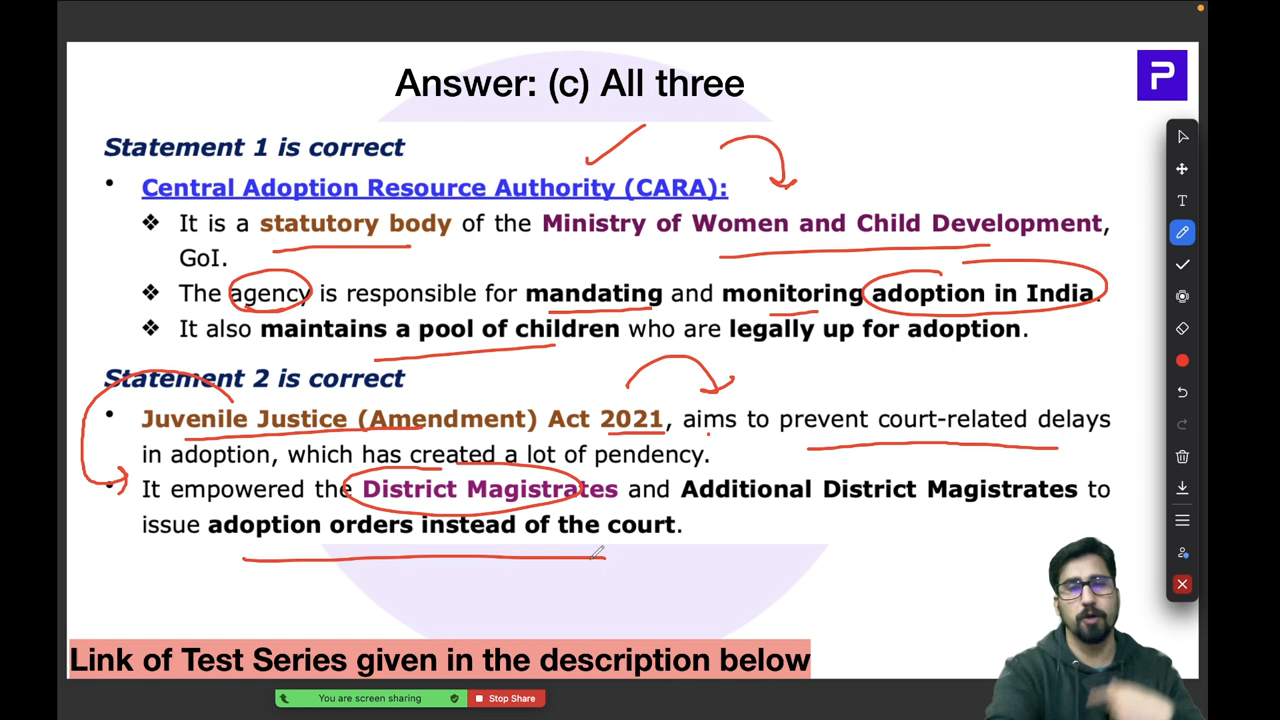 Answer: (c) All three
P
Statement 1 is correct
• Central Adoption Resource Authority (CARA):
❖ It is a statutory body of the Ministry of Women and Child Development,
GoI.
❖ The agency is responsible for mandating and monitoring adoption in India.
❖ It also maintains a pool of children who are legally up for adoption.
Statement 2 is correct
• Juvenile Justice (Amendment) Act 2021, aims to prevent court-related delays
in adoption, which has created a lot of pendency.
• It empowered the District Magistrates and Additional District Magistrates to
issue adoption orders instead of the court.
Link of Test Series given in the description below
You are screen sharing
Stop Share